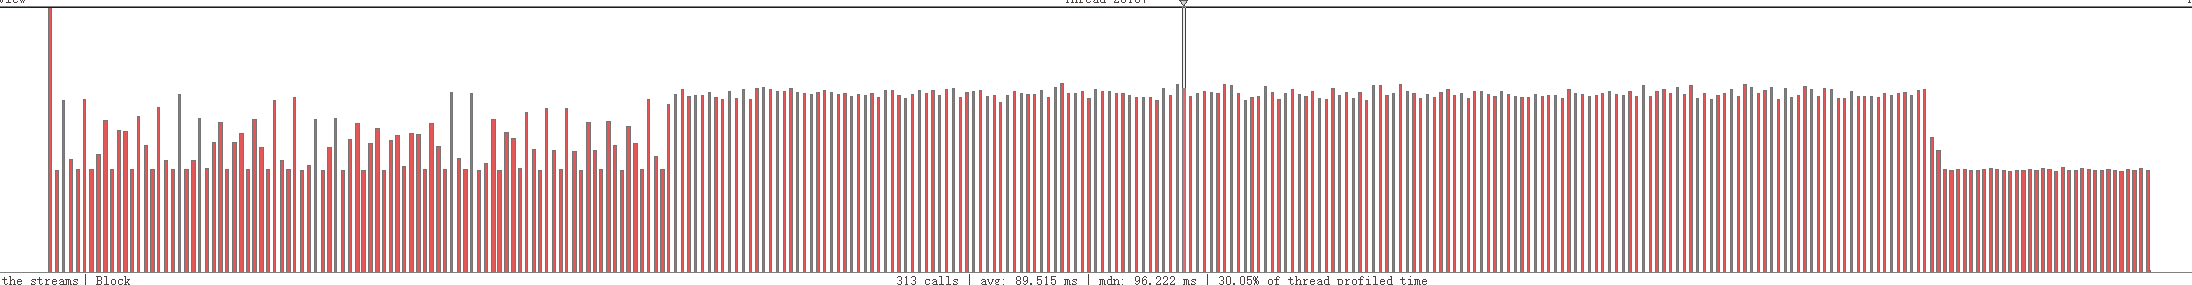 View
the streams | Block 313 calls | avg: 89.515 ms | mdn: 96.222 ms | 30.05% of thread profiled time